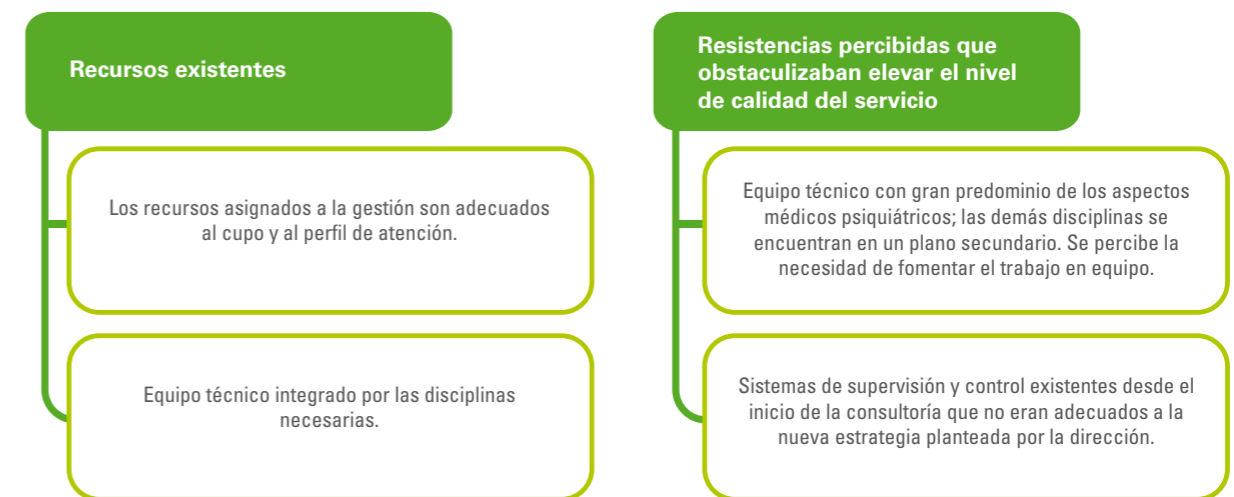 Recursos existentes
Los recursos asignados a la gestión son adecuados
al cupo y al perfil de atención.
Equipo técnico integrado por las disciplinas
necesarias.
Resistencias percibidas que
obstaculizaban elevar el nivel
de calidad del servicio
Equipo técnico con gran predominio de los aspectos
médicos psiquiátricos; las demás disciplinas se
encuentran en un plano secundario. Se percibe la
necesidad de fomentar el trabajo en equipo.
Sistemas de supervisión y control existentes desde el
inicio de la consultoría que no eran adecuados a la
nueva estrategia planteada por la dirección.